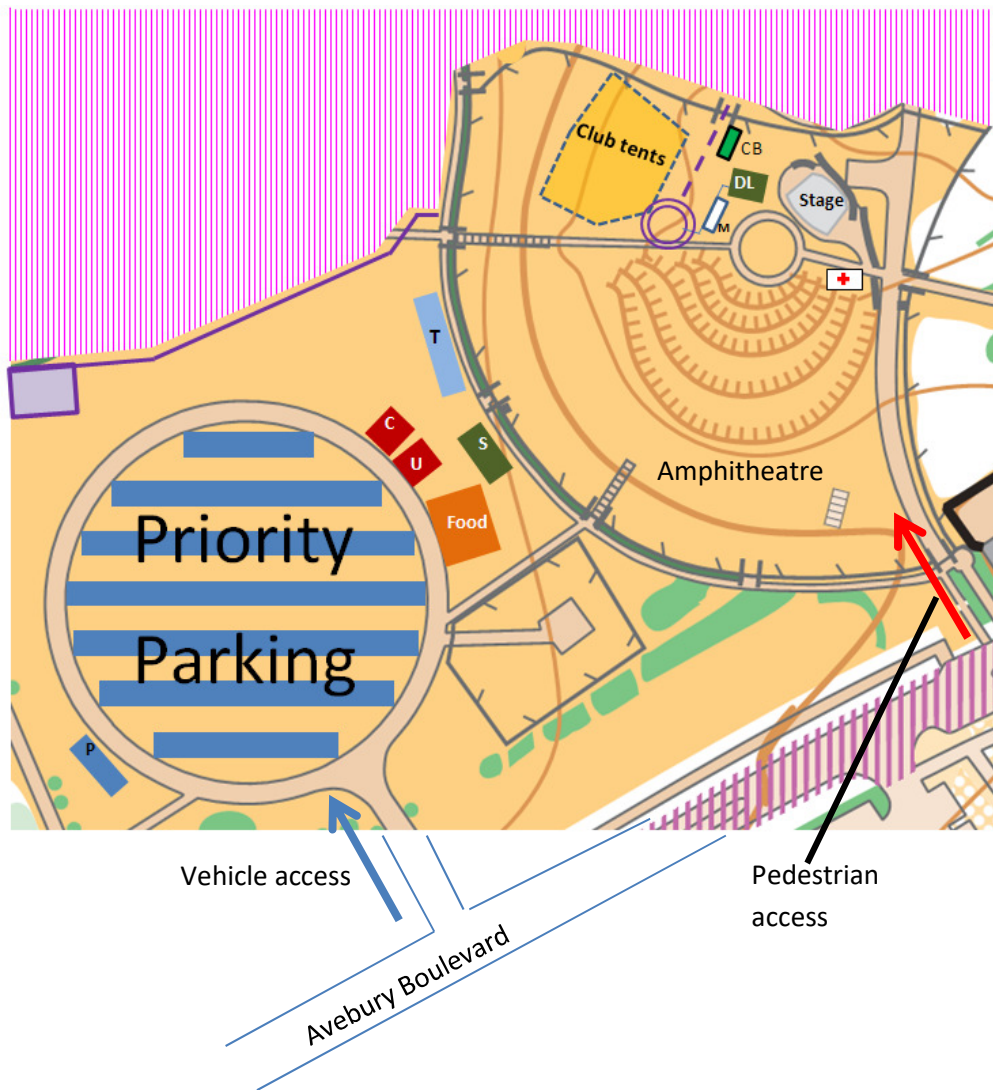 Club tents
CB
DL
Stage
M
T
C
S
U
Amphitheatre
Food
Priority
Parking
P
Vehicle access
Pedestrian
access
Avebury Boulevard